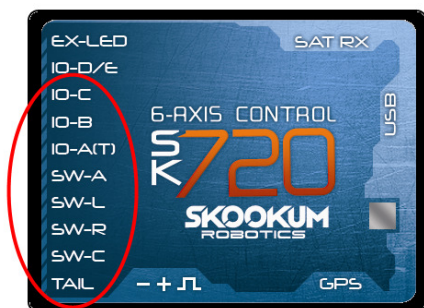 EX-LED
SAT RX
IO-D/E
IO-C
IO-B
IO-A(T)
SW-A
SW-L
SW-R
SW-C
TAIL
6-AXIS CONTROL
SK720
SKOOKUM
ROBOTICS
USB
- + ⎍
GPS